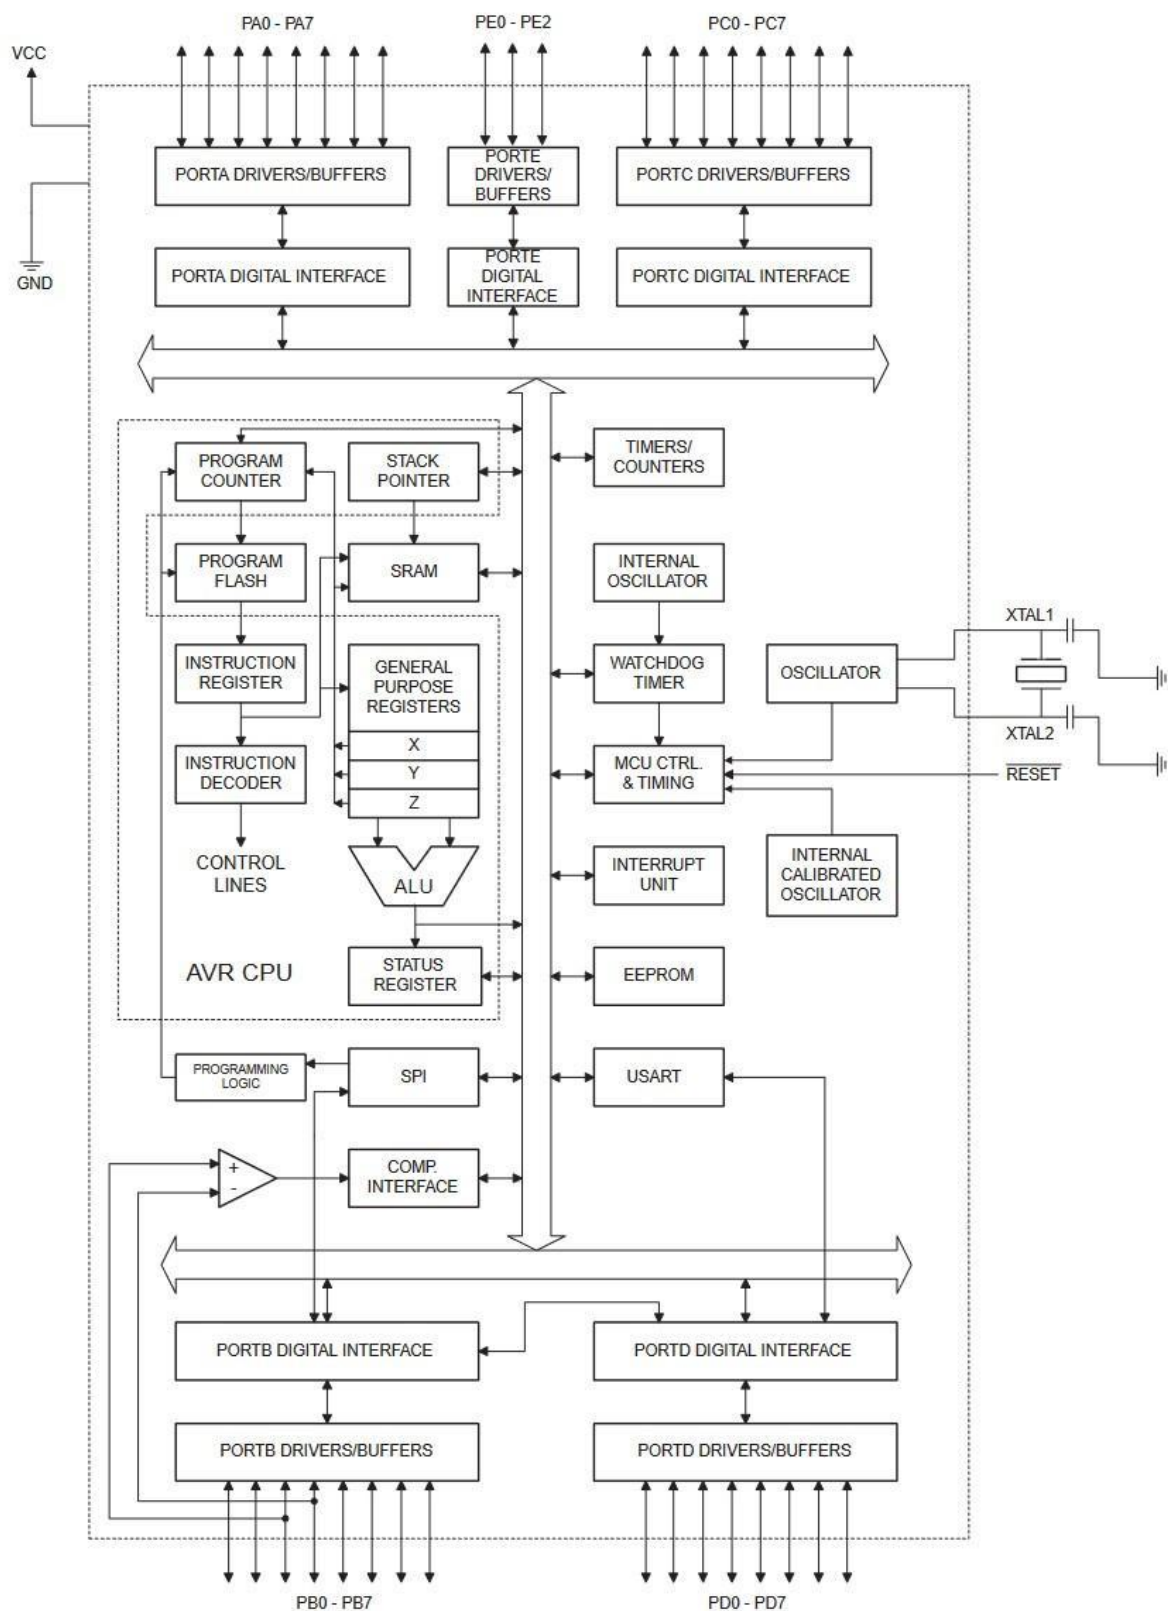 PA0 - PA7
PE0 - PE2
PC0 - PC7
VCC
GND
PORTA DRIVERS/BUFFERS
PORTE
DRIVERS/
BUFFERS
PORTC DRIVERS/BUFFERS
PORTA DIGITAL INTERFACE
PORTE
DIGITAL
INTERFACE
PORTC DIGITAL INTERFACE
PROGRAM
COUNTER
STACK
POINTER
TIMERS/
COUNTERS
PROGRAM
FLASH
SRAM
INTERNAL
OSCILLATOR
XTAL1
INSTRUCTION
REGISTER
GENERAL
PURPOSE
REGISTERS
WATCHDOG
TIMER
OSCILLATOR
X
Y
Z
XTAL2
INSTRUCTION
DECODER
MCU CTRL.
& TIMING
RESET
CONTROL
LINES
ALU
INTERRUPT
UNIT
INTERNAL
CALIBRATED
OSCILLATOR
AVR CPU
STATUS
REGISTER
EEPROM
PROGRAMMING
LOGIC
SPI
USART
+
-
COMP.
INTERFACE
PORTB DIGITAL INTERFACE
PORTD DIGITAL INTERFACE
PORTB DRIVERS/BUFFERS
PORTD DRIVERS/BUFFERS
PB0 - PB7
PD0 - PD7